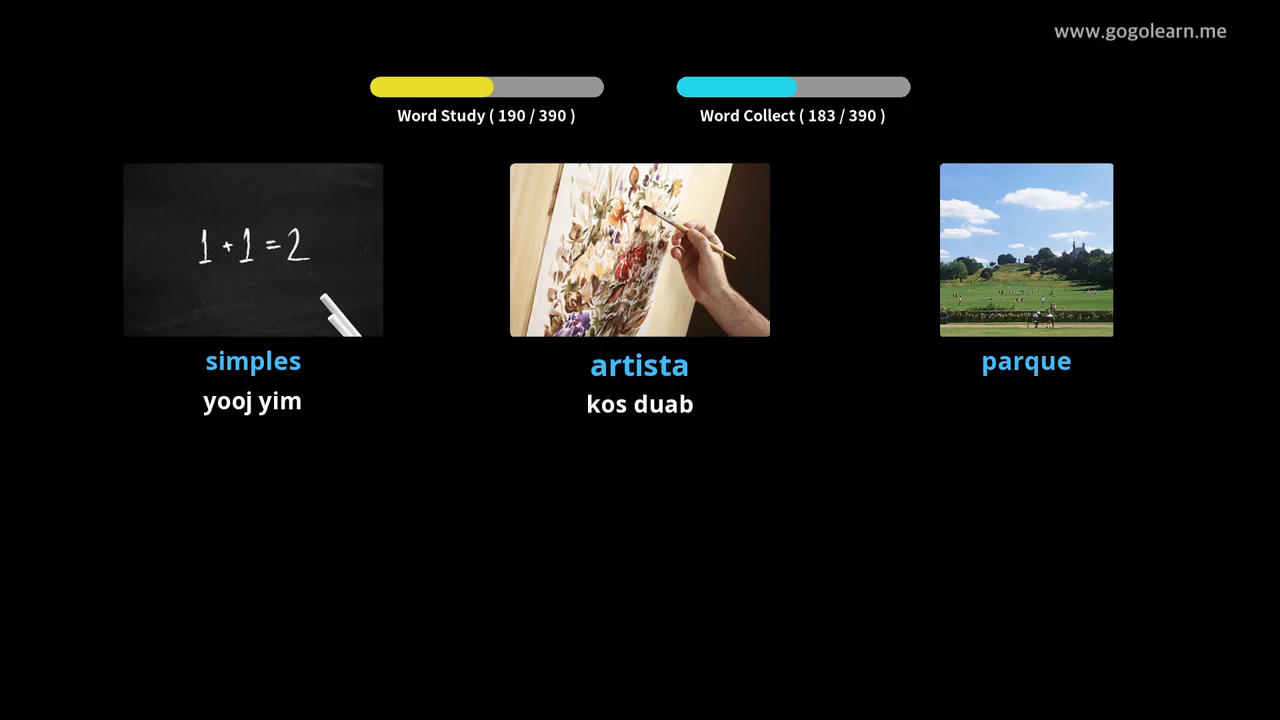 www.gogolearn.me
Word Study ( 190 / 390 )
Word Collect ( 183 / 390 )
1 + 1 = 2
simples
artista
parque
yooj yim
kos duab